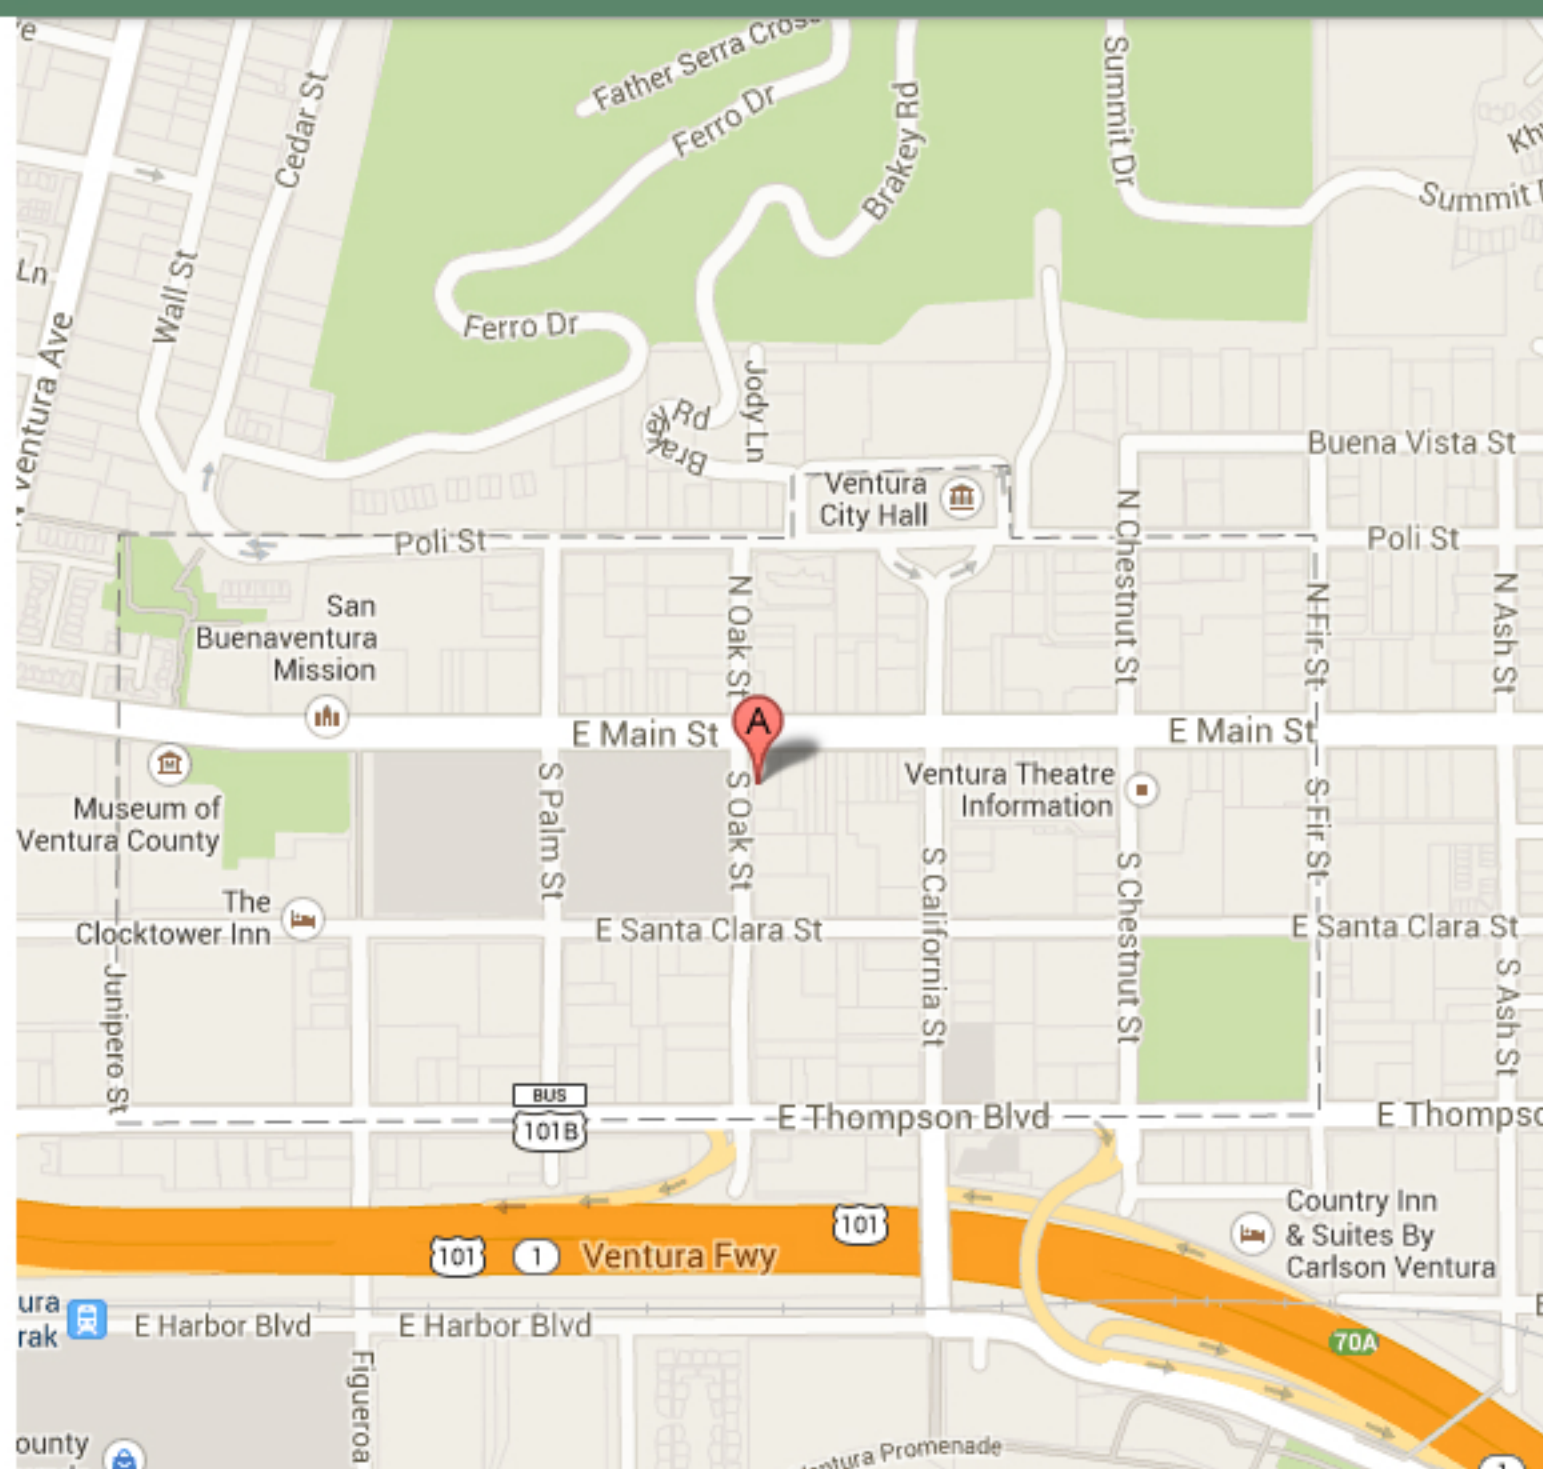 Father Serra Cross
Ferro Dr
Brakey Rd
Summit Dr
Cedar St
Summit
Wall St
Ln
N Ventura Ave
Ferro Dr
Jody Ln
Brakey Rd
Buena Vista St
Ventura
City Hall
Poli St
Poli St
N Chestnut St
N Oak St
N Fir St
N Ash St
San
Buenaventura
Mission
E Main St
A
E Main St
Museum of
Ventura County
S Palm St
S Oak St
Ventura Theatre
Information
S Fir St
S California St
S Chestnut St
The
Clocktower Inn
E Santa Clara St
E Santa Clara St
Junipero St
S Ash St
BUS
101B
E Thompson Blvd
E Thompso
101
101
1
Ventura Fwy
Country Inn
& Suites By
Carlson Ventura
ura
rak
E Harbor Blvd
E Harbor Blvd
70A
Figueroa
ounty
ntura Promenade
1